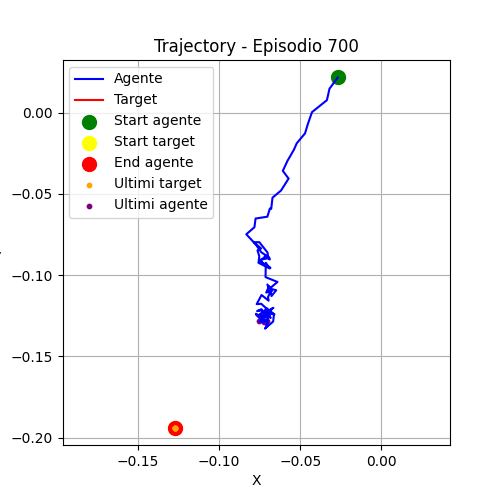 Trajectory - Episodio 700
Agente
Target
Start agente
Start target
End agente
Ultimi target
Ultimi agente
0.00
−0.05
−0.10
−0.15
−0.20
−0.15
−0.10
−0.05
0.00
X